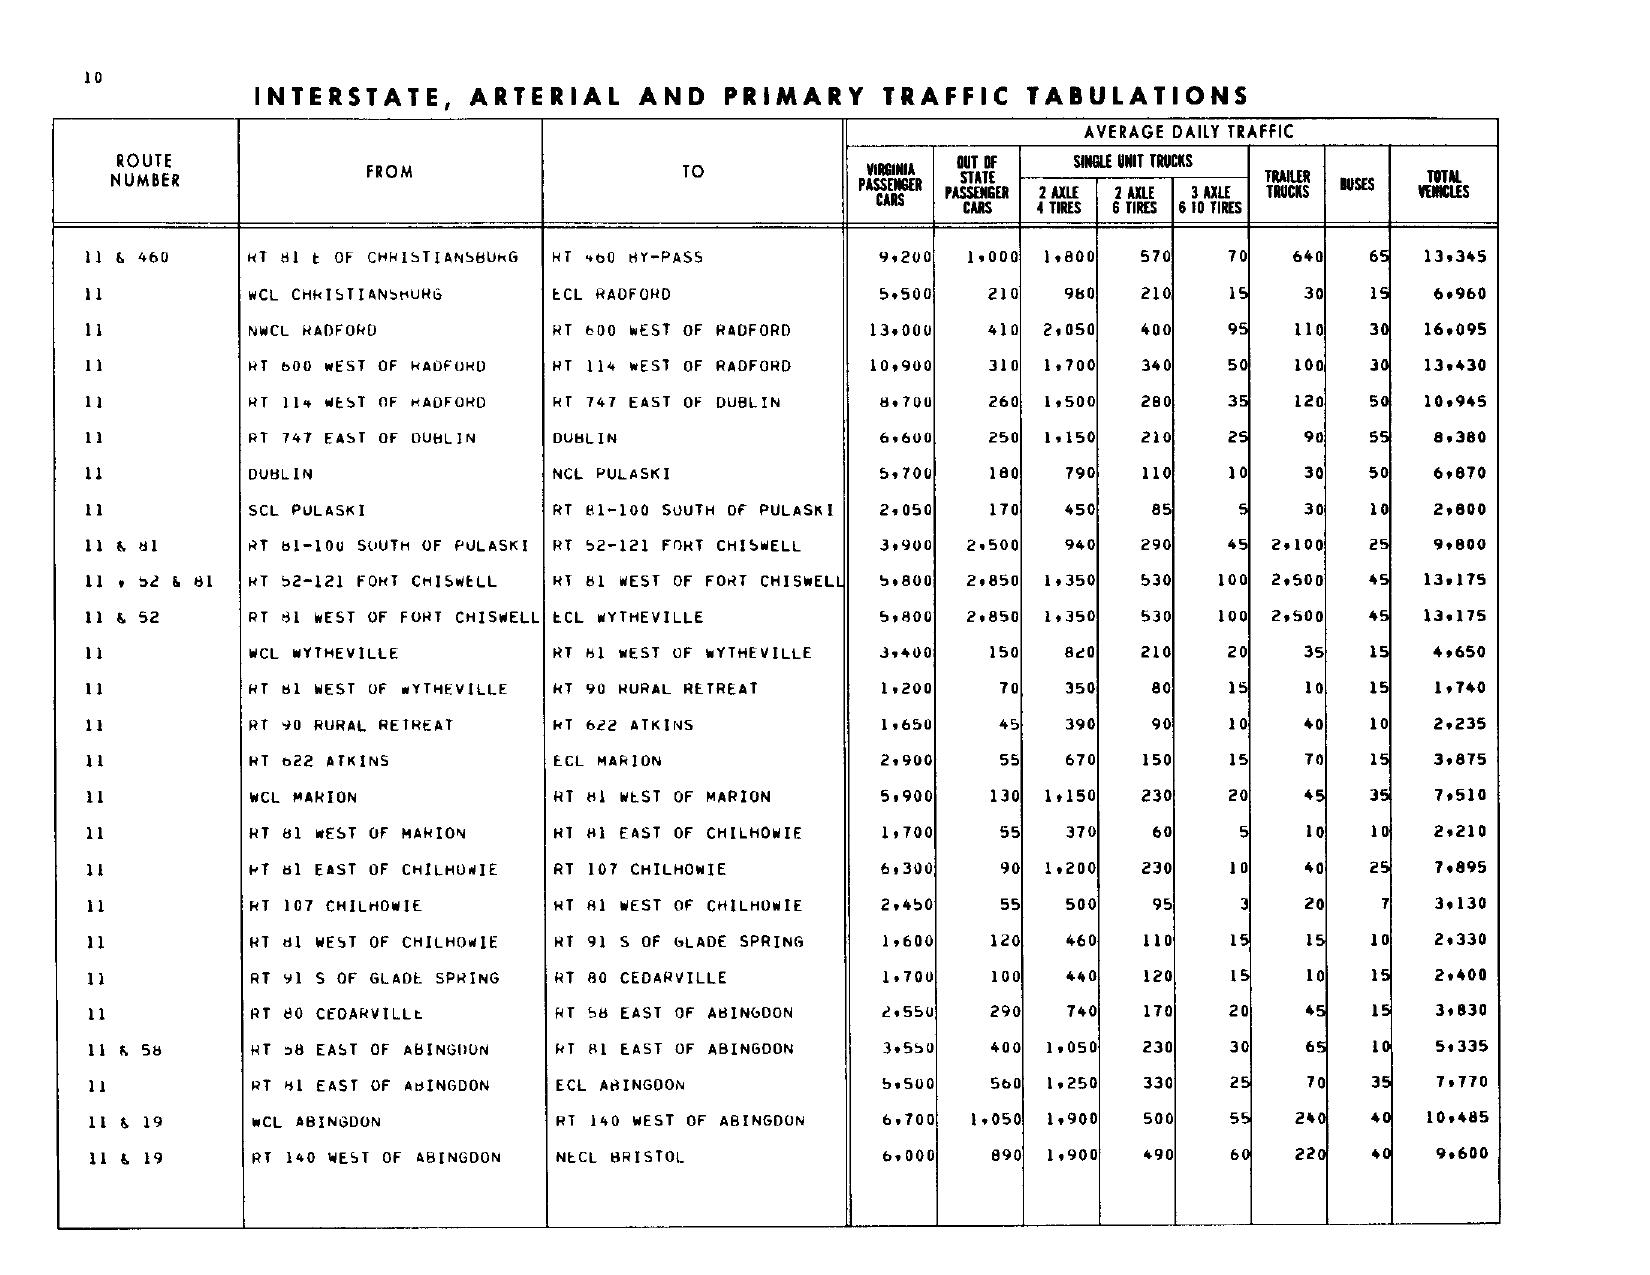 10
INTERSTATE, ARTERIAL AND PRIMARY TRAFFIC TABULATIONS
ROUTE NUMBER FROM TO AVERAGE DAILY TRAFFIC
VIRGINIA PASSENGER CARS OUT OF STATE PASSENGER CARS SINGLE UNIT TRUCKS TRAILER TRUCKS BUSES TOTAL VEHICLES
2 AXLE 4 TIRES 2 AXLE 6 TIRES 3 AXLE 6 10 TIRES
11 & 460 RT 81 E OF CHRISTIANSBURG RT 460 BY-PASS 9,200 1,000 1,800 570 70 640 65 13,345
11 WCL CHRISTIANSBURG ECL RADFORD 5,500 210 980 210 15 30 15 6,960
11 NWCL RADFORD RT 600 WEST OF RADFORD 13,000 410 2,050 400 95 110 30 16,095
11 RT 600 WEST OF RADFORD RT 114 WEST OF RADFORD 10,900 310 1,700 340 50 100 30 13,430
11 RT 114 WEST OF RADFORD RT 747 EAST OF DUBLIN 8,700 260 1,500 280 35 120 50 10,945
11 RT 747 EAST OF DUBLIN DUBLIN 6,600 250 1,150 210 25 90 55 8,380
11 DUBLIN NCL PULASKI 5,700 180 790 110 10 30 50 6,870
11 SCL PULASKI RT 81-100 SOUTH OF PULASKI 2,050 170 450 85 5 30 10 2,800
11 & 81 RT 81-100 SOUTH OF PULASKI RT 52-121 FORT CHISWELL 3,900 2,500 940 290 45 2,100 25 9,800
11 , 52 & 81 RT 52-121 FORT CHISWELL RT 81 WEST OF FORT CHISWELL 5,800 2,850 1,350 530 100 2,500 45 13,175
11 & 52 RT 81 WEST OF FORT CHISWELL ECL WYTHEVILLE 5,800 2,850 1,350 530 100 2,500 45 13,175
11 WCL WYTHEVILLE RT 81 WEST OF WYTHEVILLE 3,400 150 820 210 20 35 15 4,650
11 RT 81 WEST OF WYTHEVILLE RT 90 RURAL RETREAT 1,200 70 350 80 15 10 15 1,740
11 RT 90 RURAL RETREAT RT 622 ATKINS 1,650 45 390 90 10 40 10 2,235
11 RT 622 ATKINS ECL MARION 2,900 55 670 150 15 70 15 3,875
11 WCL MARION RT 81 WEST OF MARION 5,900 130 1,150 230 20 45 35 7,510
11 RT 81 WEST OF MARION RT 81 EAST OF CHILHOWIE 1,700 55 370 60 5 10 10 2,210
11 RT 81 EAST OF CHILHOWIE RT 107 CHILHOWIE 6,300 90 1,200 230 10 40 25 7,895
11 RT 107 CHILHOWIE RT 81 WEST OF CHILHOWIE 2,450 55 500 95 3 20 7 3,130
11 RT 81 WEST OF CHILHOWIE RT 91 S OF GLADE SPRING 1,600 120 460 110 15 15 10 2,330
11 RT 91 S OF GLADE SPRING RT 80 CEDARVILLE 1,700 100 440 120 15 10 15 2,400
11 RT 80 CEDARVILLE RT 58 EAST OF ABINGDON 2,550 290 740 170 20 45 15 3,830
11 & 58 RT 58 EAST OF ABINGDON RT 81 EAST OF ABINGDON 3,550 400 1,050 230 30 65 10 5,335
11 RT 81 EAST OF ABINGDON ECL ABINGDON 5,500 560 1,250 330 25 70 35 7,770
11 & 19 WCL ABINGDON RT 140 WEST OF ABINGDON 6,700 1,050 1,900 500 55 240 40 10,485
11 & 19 RT 140 WEST OF ABINGDON NECL BRISTOL 6,000 890 1,900 490 60 220 40 9,600